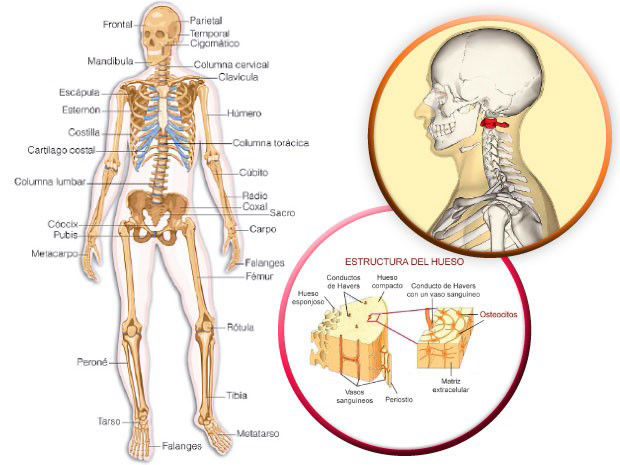 Frontal
Parietal
Temporal
Cigomático
Mandíbula
Columna cervical
Clavícula
Escápula
Esternón
Húmero
Costilla
Cartílago costal
Columna torácica
Cúbito
Columna lumbar
Radio
Coxal
Sacro
Cóccix
Pubis
Carpo
Metacarpo
Falanges
Fémur
Rótula
Peroné
Tibia
Tarso
Metatarso
Falanges
ESTRUCTURA DEL HUESO
Conductos
de Havers
Hueso
compacto
Hueso
esponjoso
Conducto de Havers
con un vaso sanguíneo
Osteocitos
Vasos
sanguíneos
Periostio
Matriz
extracelular